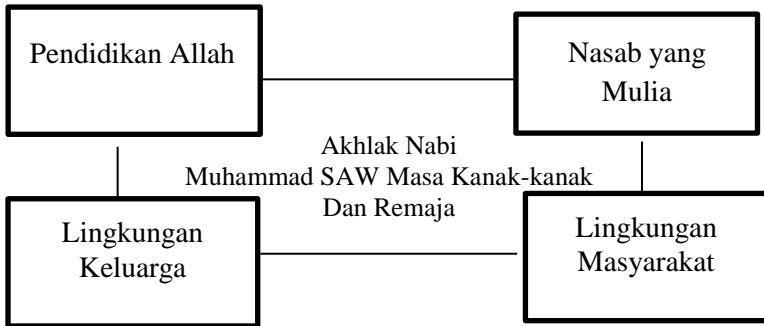 Pendidikan Allah
Nasab yang
Mulia
Akhlak Nabi
Muhammad SAW Masa Kanak-kanak
Dan Remaja
Lingkungan
Keluarga
Lingkungan
Masyarakat